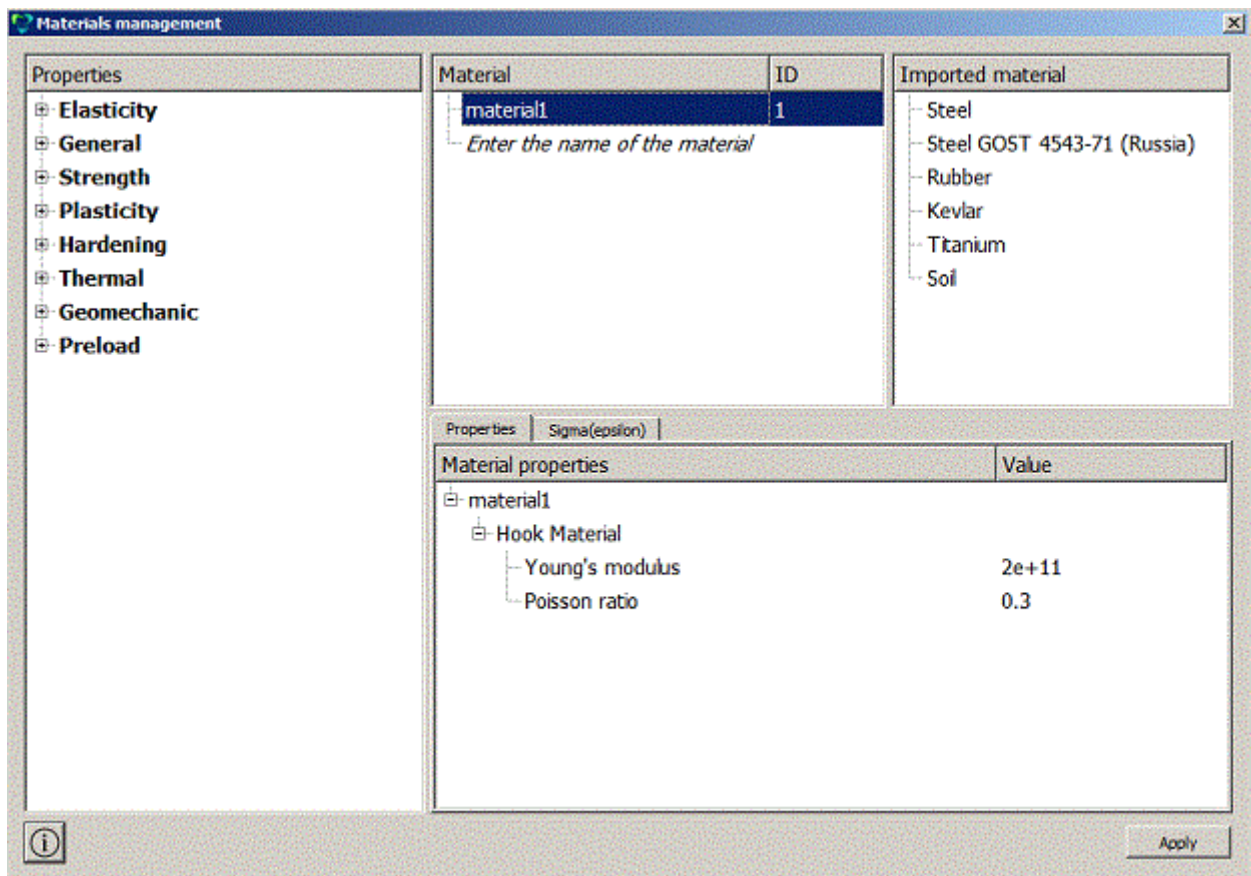 Materials management
Properties
Elasticity
General
Strength
Plasticity
Hardening
Thermal
Geomechanic
Preload
Material ID
material1 1
Enter the name of the material
Imported material
Steel
Steel GOST 4543-71 (Russia)
Rubber
Kevlar
Titanium
Soil
Properties Sigma(epsilon)
Material properties Value
material1
Hook Material
Young's modulus 2e+11
Poisson ratio 0.3
Apply